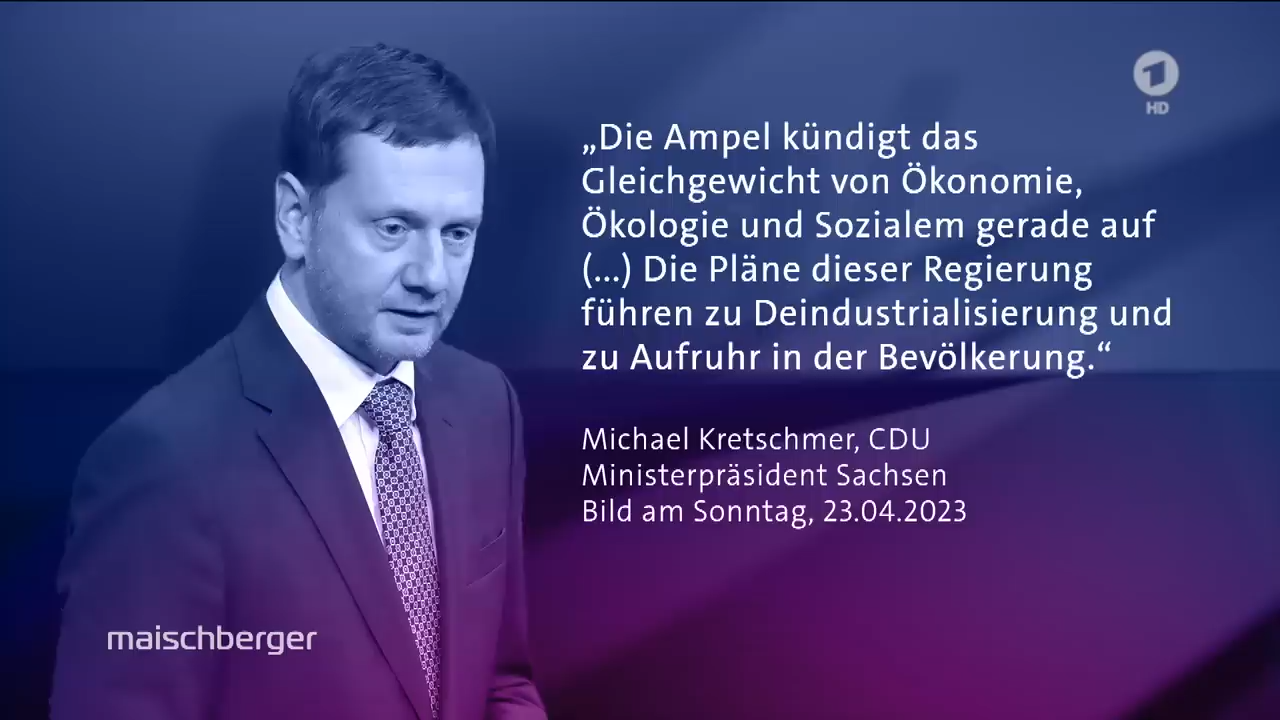 1
HD
„Die Ampel kündigt das
Gleichgewicht von Ökonomie,
Ökologie und Sozialem gerade auf
(...) Die Pläne dieser Regierung
führen zu Deindustrialisierung und
zu Aufruhr in der Bevölkerung.“
Michael Kretschmer, CDU
Ministerpräsident Sachsen
Bild am Sonntag, 23.04.2023
maischberger